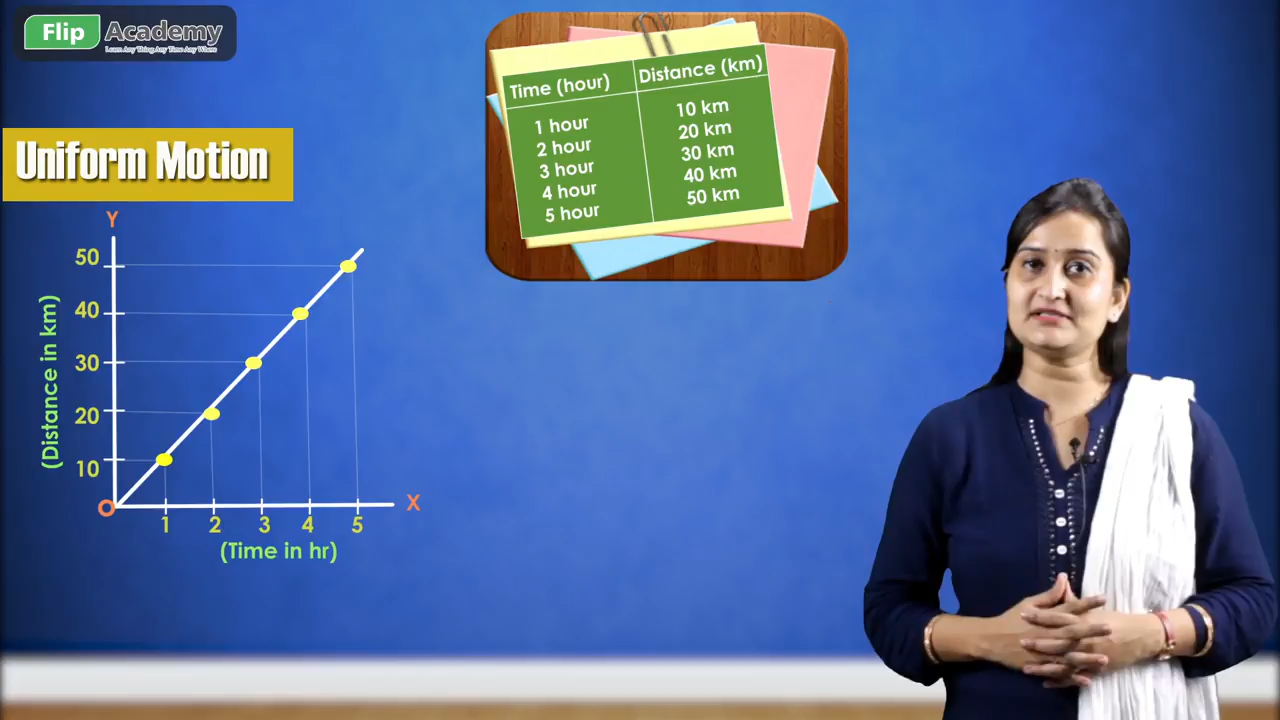 Flip Academy
Learn Any Thing Any Time Any Where
Uniform Motion
Time (hour) Distance (km)
1 hour 10 km
2 hour 20 km
3 hour 30 km
4 hour 40 km
5 hour 50 km
Y
50
40
30
20
10
(Distance in km)
O
X
1 2 3 4 5
(Time in hr)